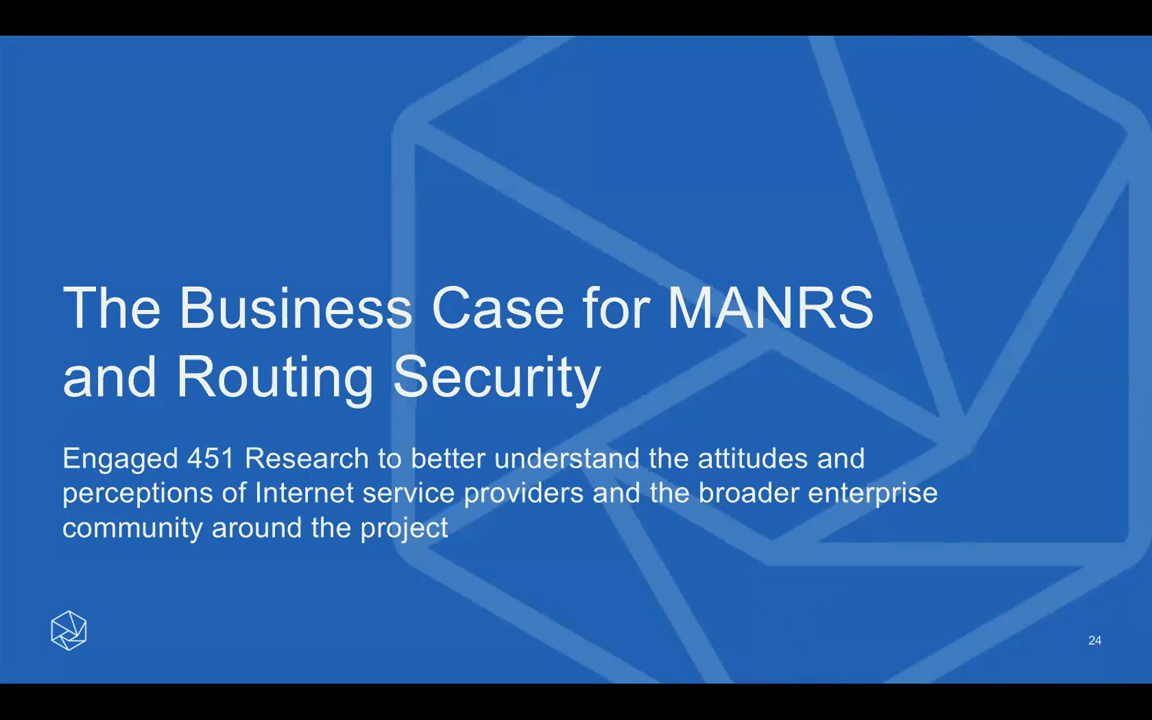 The Business Case for MANRS
and Routing Security
Engaged 451 Research to better understand the attitudes and
perceptions of Internet service providers and the broader enterprise
community around the project
24